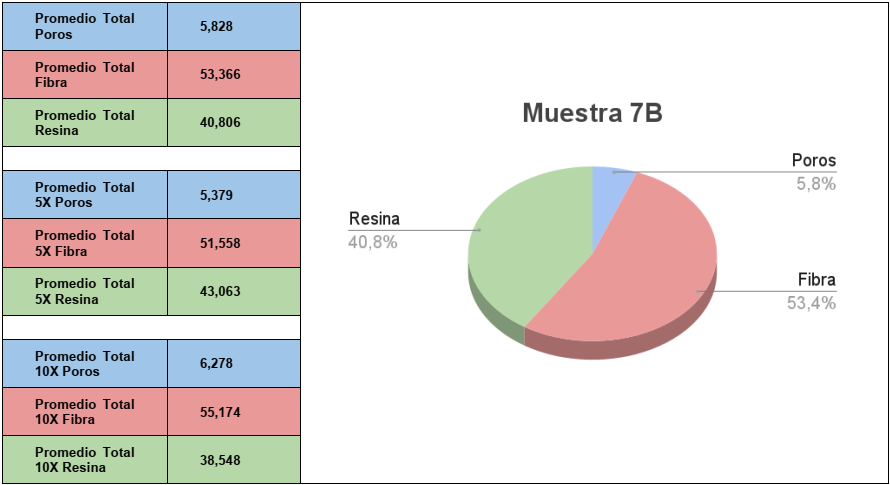 Promedio Total
Poros
5,828
Promedio Total
Fibra
53,366
Promedio Total
Resina
40,806
Promedio Total
5X Poros
5,379
Promedio Total
5X Fibra
51,558
Promedio Total
5X Resina
43,063
Promedio Total
10X Poros
6,278
Promedio Total
10X Fibra
55,174
Promedio Total
10X Resina
38,548
Muestra 7B
Poros
5,8%
Resina
40,8%
Fibra
53,4%